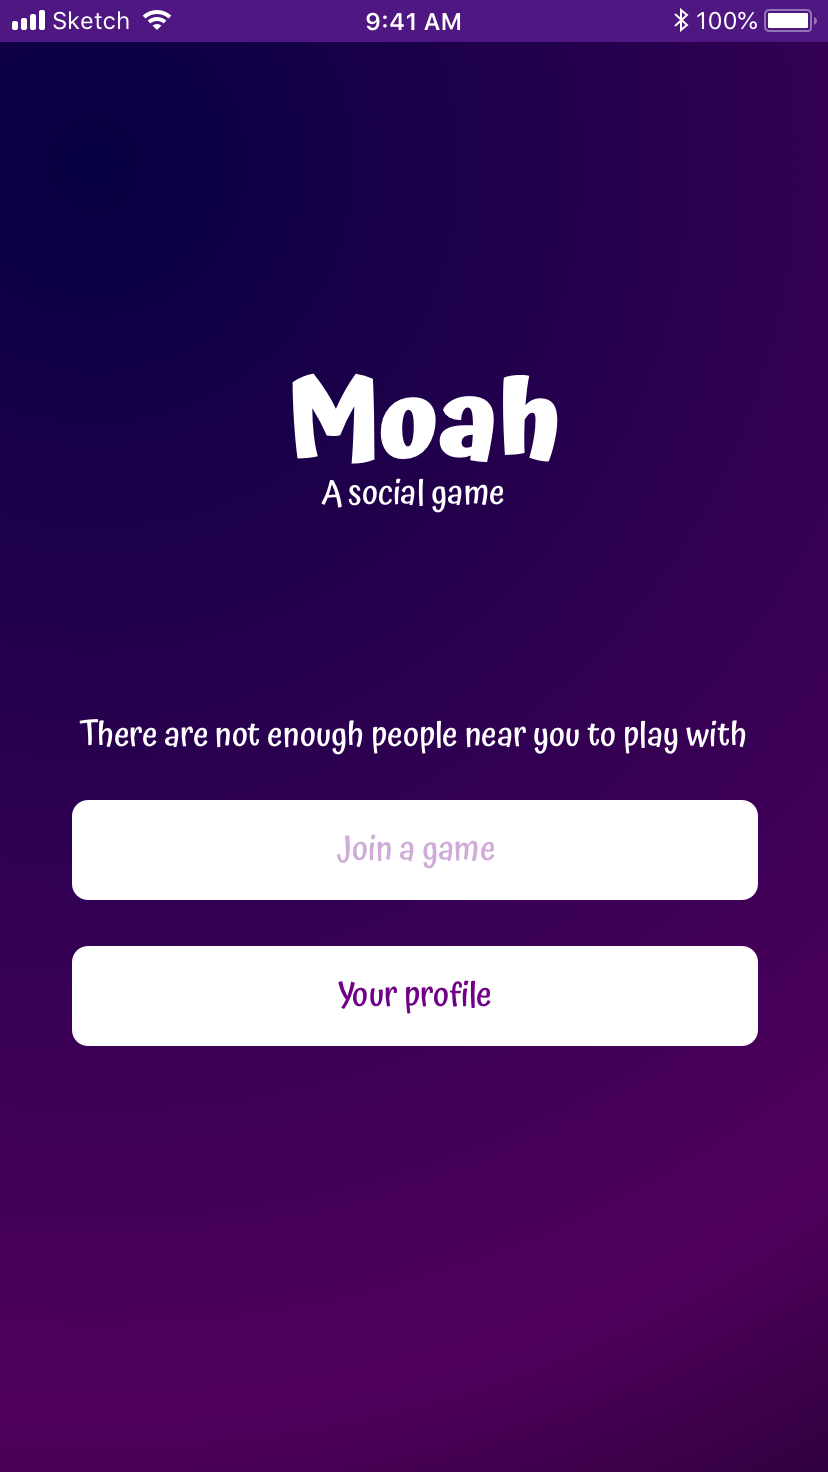 Sketch 9:41 AM 100%
Moah
A social game
There are not enough people near you to play with
Join a game
Your profile